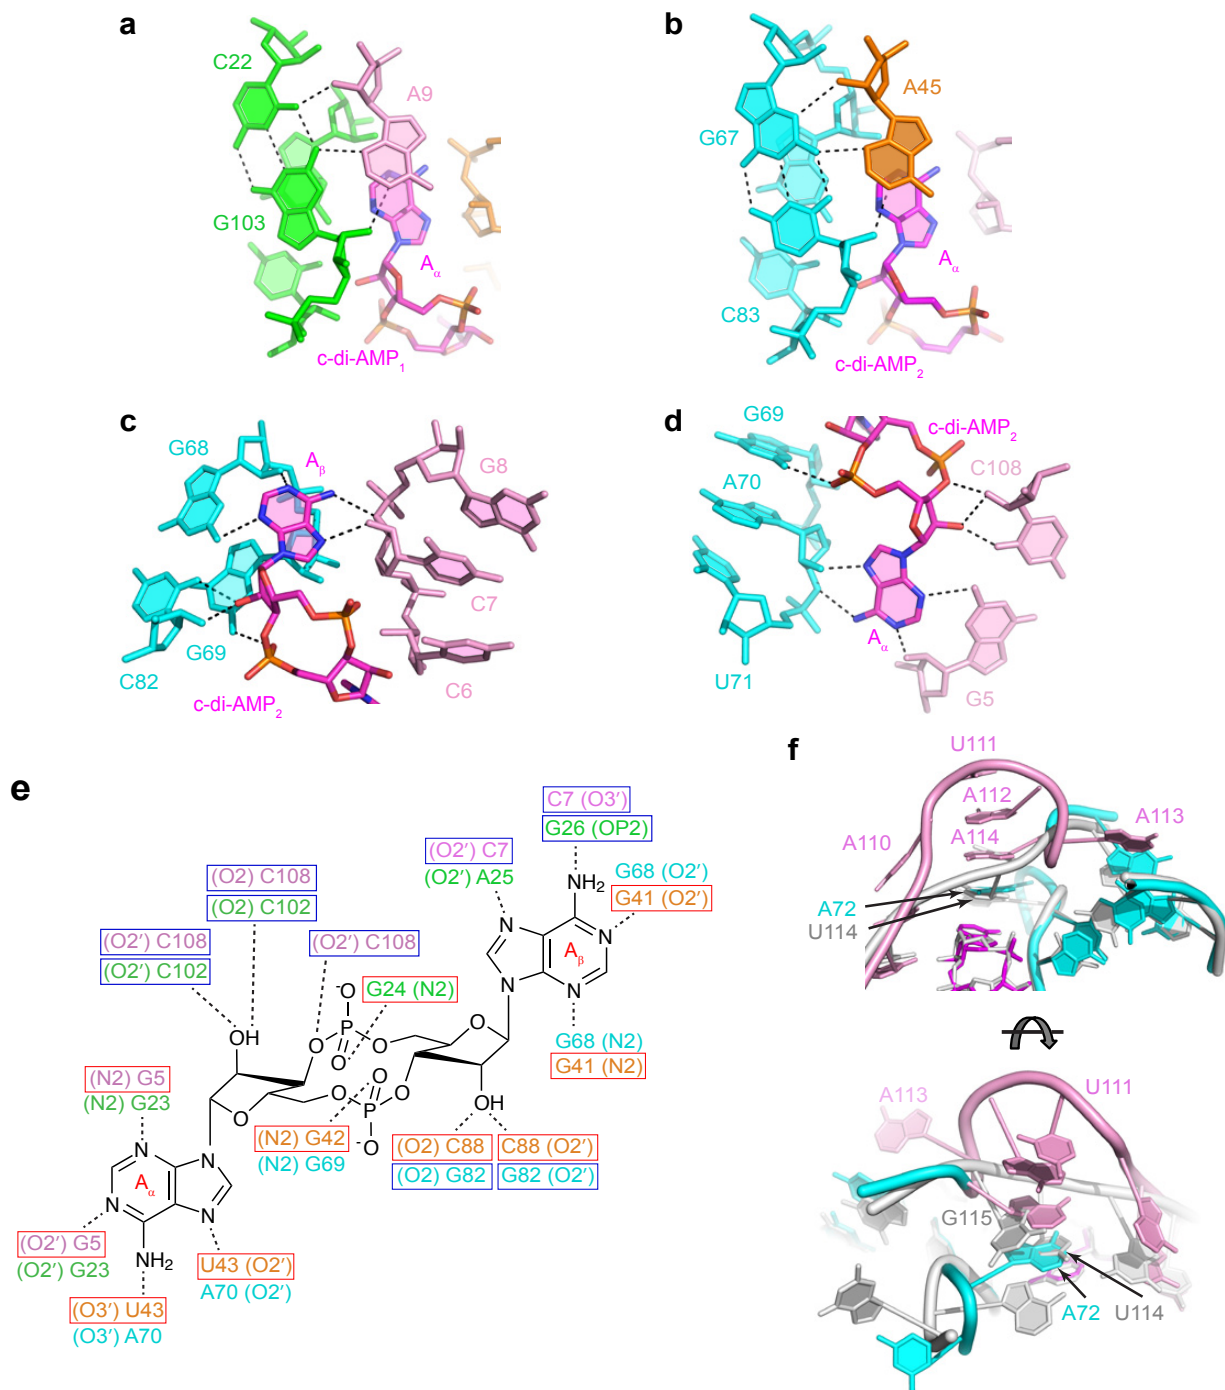 a
C22
A9
G103
Aα
c-di-AMP1
b
A45
G67
Aα
C83
c-di-AMP2
c
G68
Aβ
G8
C7
G69
C82
C6
c-di-AMP2
d
G69
c-di-AMP2
C108
A70
Aα
U71
G5
e
C7 (O3′)
G26 (OP2)
(O2′) C7
(O2′) A25
G68 (O2′)
G41 (O2′)
NH2
N
N
N
N
Aβ
(O2) C108
(O2) C102
(O2′) C108
(O2′) C102
(O2′) C108
G24 (N2)
G68 (N2)
G41 (N2)
OH
O
-O
P
O
O
O
O
O
O
P
O
O-
OH
(N2) G5
(N2) G23
(N2) G42
(N2) G69
(O2) C88
C88 (O2′)
(O2) G82
G82 (O2′)
N
N
N
N
Aα
NH2
(O2′) G5
(O2′) G23
U43 (O2′)
A70 (O2′)
(O3′) U43
(O3′) A70
f
U111
A112
A113
A110
A114
A72
U114
A113
U111
G115
A72
U114